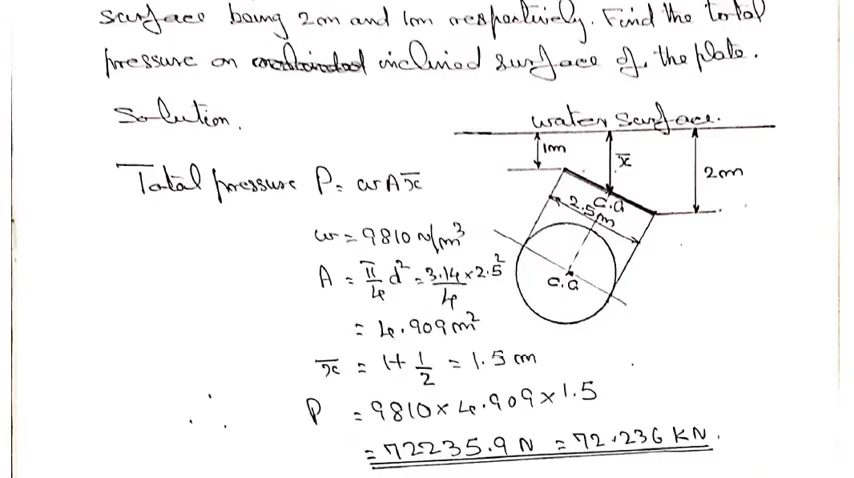 surface being 2m and 1m respectively. Find the total
pressure on inclined surface of the plate.
Solution.
water surface.
1m
x̄
2m
Total pressure P = wAx̄
2.5m
C.G
w = 9810 N/m³
A = π/4 d² = 3.14 × 2.5²/4
C.G
= 4.909 m²
x̄ = 1 + 1/2 = 1.5 m
∴ P = 9810 × 4.909 × 1.5
= 72235.9 N = 72.236 KN.